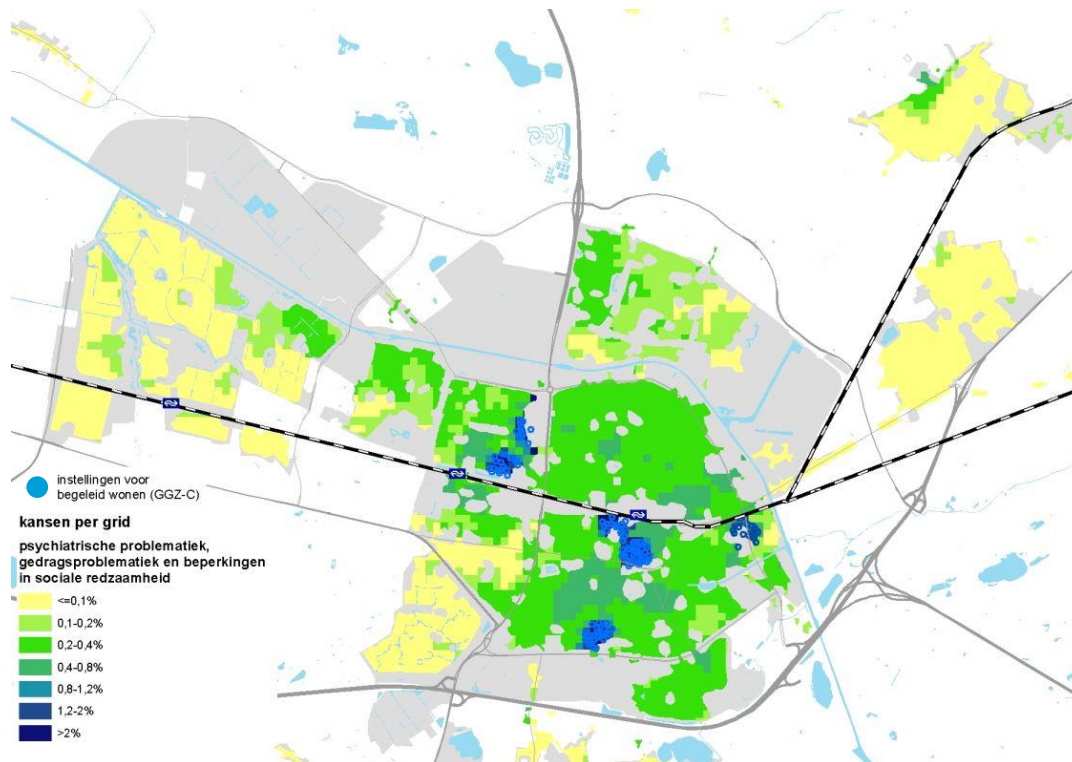 instellingen voor
begeleid wonen (GGZ-C)
kansen per grid
psychiatrische problematiek,
gedragsproblematiek en beperkingen
in sociale redzaamheid
<=0,1%
0,1-0,2%
0,2-0,4%
0,4-0,8%
0,8-1,2%
1,2-2%
>2%